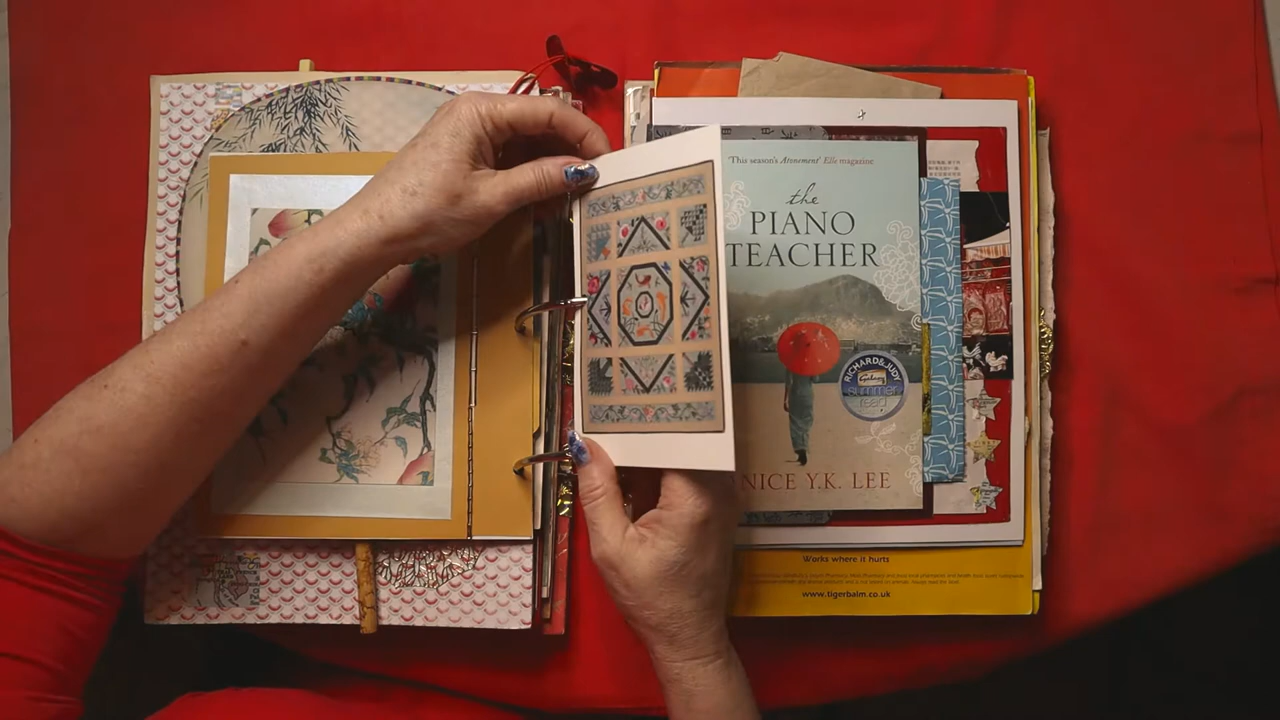 'This season's Atonement' Elle magazine
the
PIANO
TEACHER
RICHARD&JUDY
Galaxy
summer
read
NICE Y.K. LEE
Works where it hurts
www.tigerbalm.co.uk